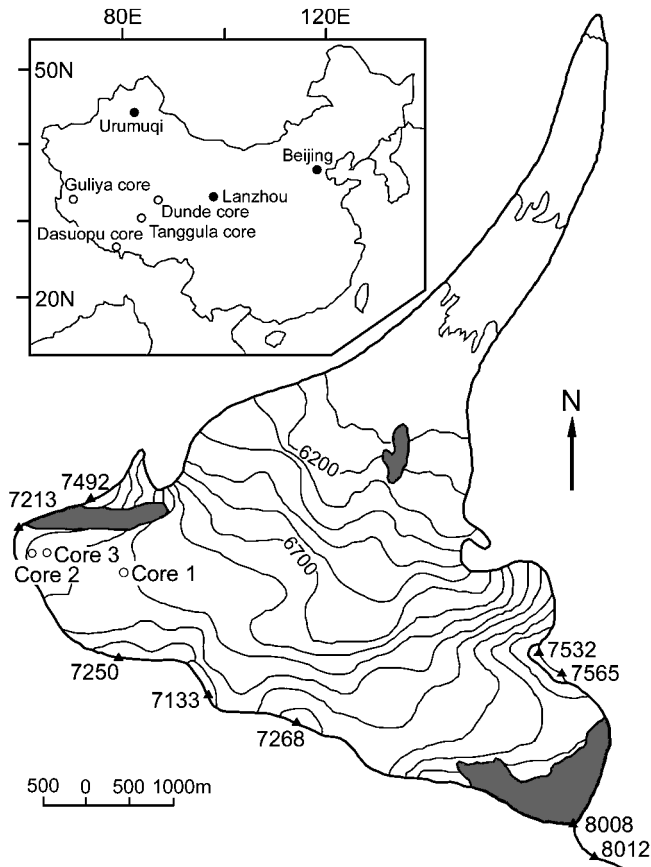 80E
120E
50N
Urumuqi
Beijing
Guliya core
Lanzhou
Dunde core
Dasuopu core
Tanggula core
20N
N
6200
7492
7213
6700
Core 3
Core 2
Core 1
7532
7565
7250
7133
7268
500 0 500 1000m
8008
8012